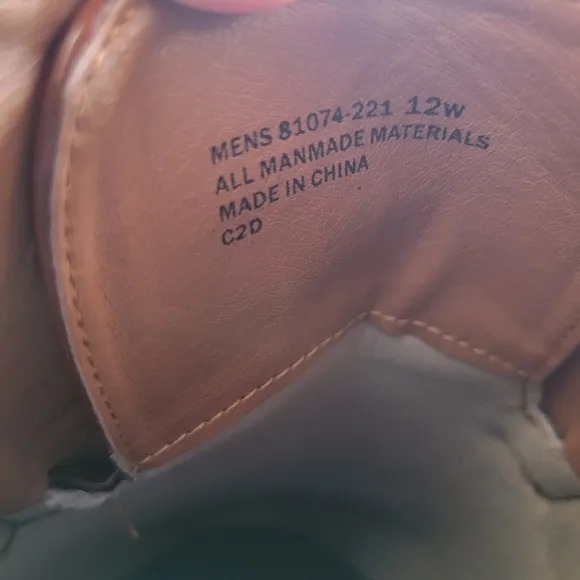 MENS 81074-221 12W
ALL MANMADE MATERIALS
MADE IN CHINA
C2D